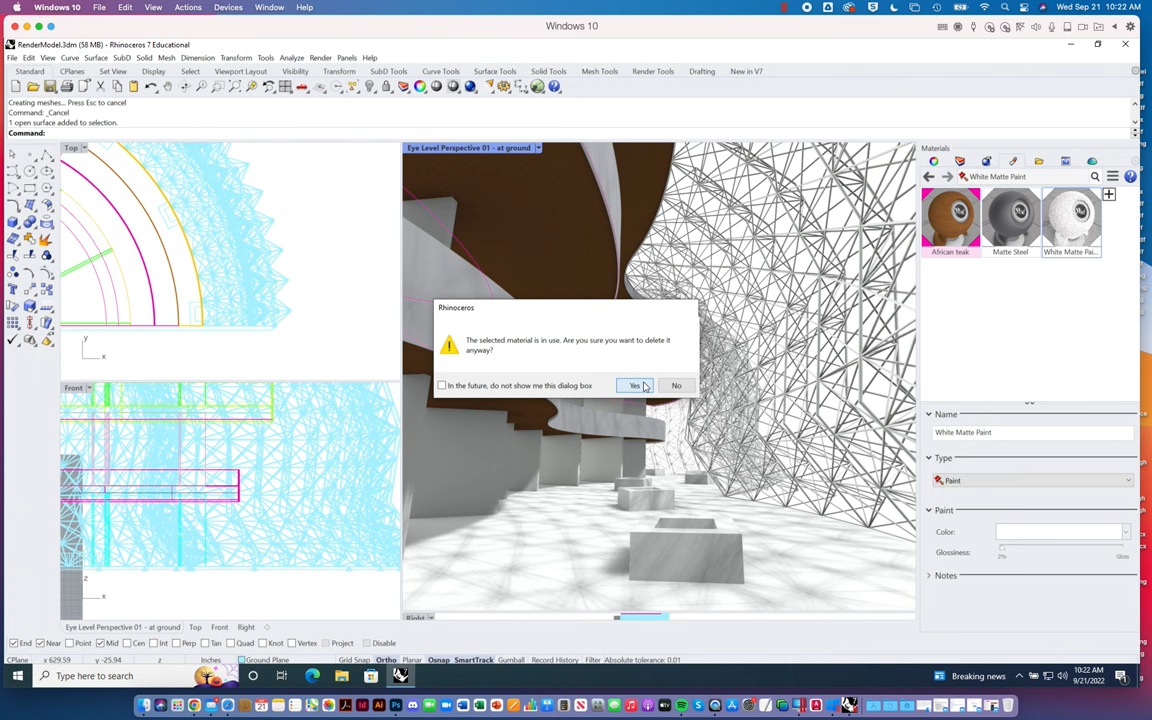 Windows 10 File Edit View Actions Devices Window Help Wed Sep 21 10:22 AM
Windows 10
RenderModel.3dm (58 MB) - Rhinoceros 7 Educational
File Edit View Curve Surface SubD Solid Mesh Dimension Transform Tools Analyze Render Panels Help
Standard CPlanes Set View Display Select Viewport Layout Visibility Transform SubD Tools Curve Tools Surface Tools Solid Tools Mesh Tools Render Tools Drafting New in V7
Creating meshes... Press Esc to cancel
Command: _Cancel
1 open surface added to selection.
Command:
Top
Eye Level Perspective 01 - at ground
Materials
White Matte Paint
African teak Matte Steel White Matte Pai...
Rhinoceros
The selected material is in use. Are you sure you want to delete it
anyway?
In the future, do not show me this dialog box Yes No
y
x
Front
Name
White Matte Paint
Type
Paint
Paint
Color:
Glossiness:
2% Gloss
Notes
z
x
Right
Eye Level Perspective 01 - at ground Top Front Right
End Near Point Mid Cen Int Perp Tan Quad Knot Vertex Project Disable
CPlane x 629.59 y -25.94 z Inches Ground Plane Grid Snap Ortho Planar Osnap SmartTrack Gumball Record History Filter Absolute tolerance: 0.01
Type here to search
Breaking news
10:22 AM
9/21/2022